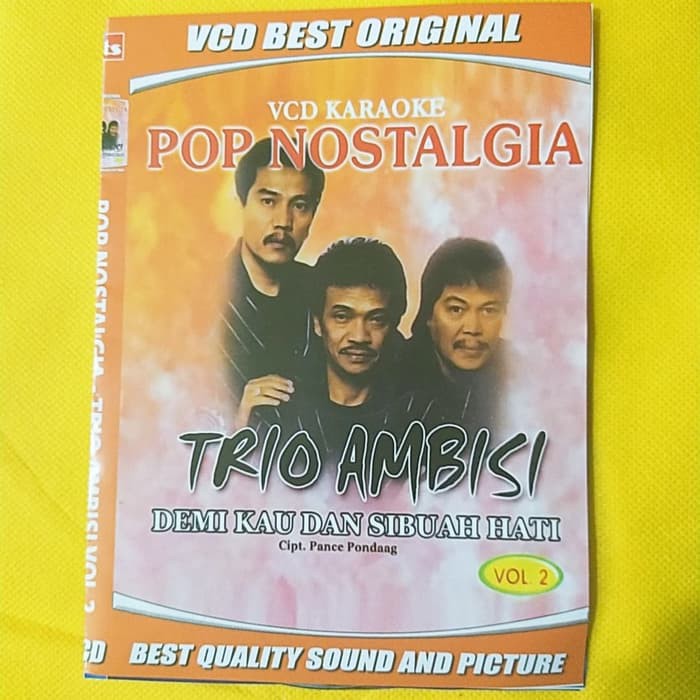 VCD BEST ORIGINAL
ts
VCD KARAOKE
POP NOSTALGIA
TRIO AMBISI
DEMI KAU DAN SIBUAH HATI
Cipt. Pance Pondaag
VOL. 2
BEST QUALITY SOUND AND PICTURE
POP NOSTALGIA - TRIO AMBISI VOL 2